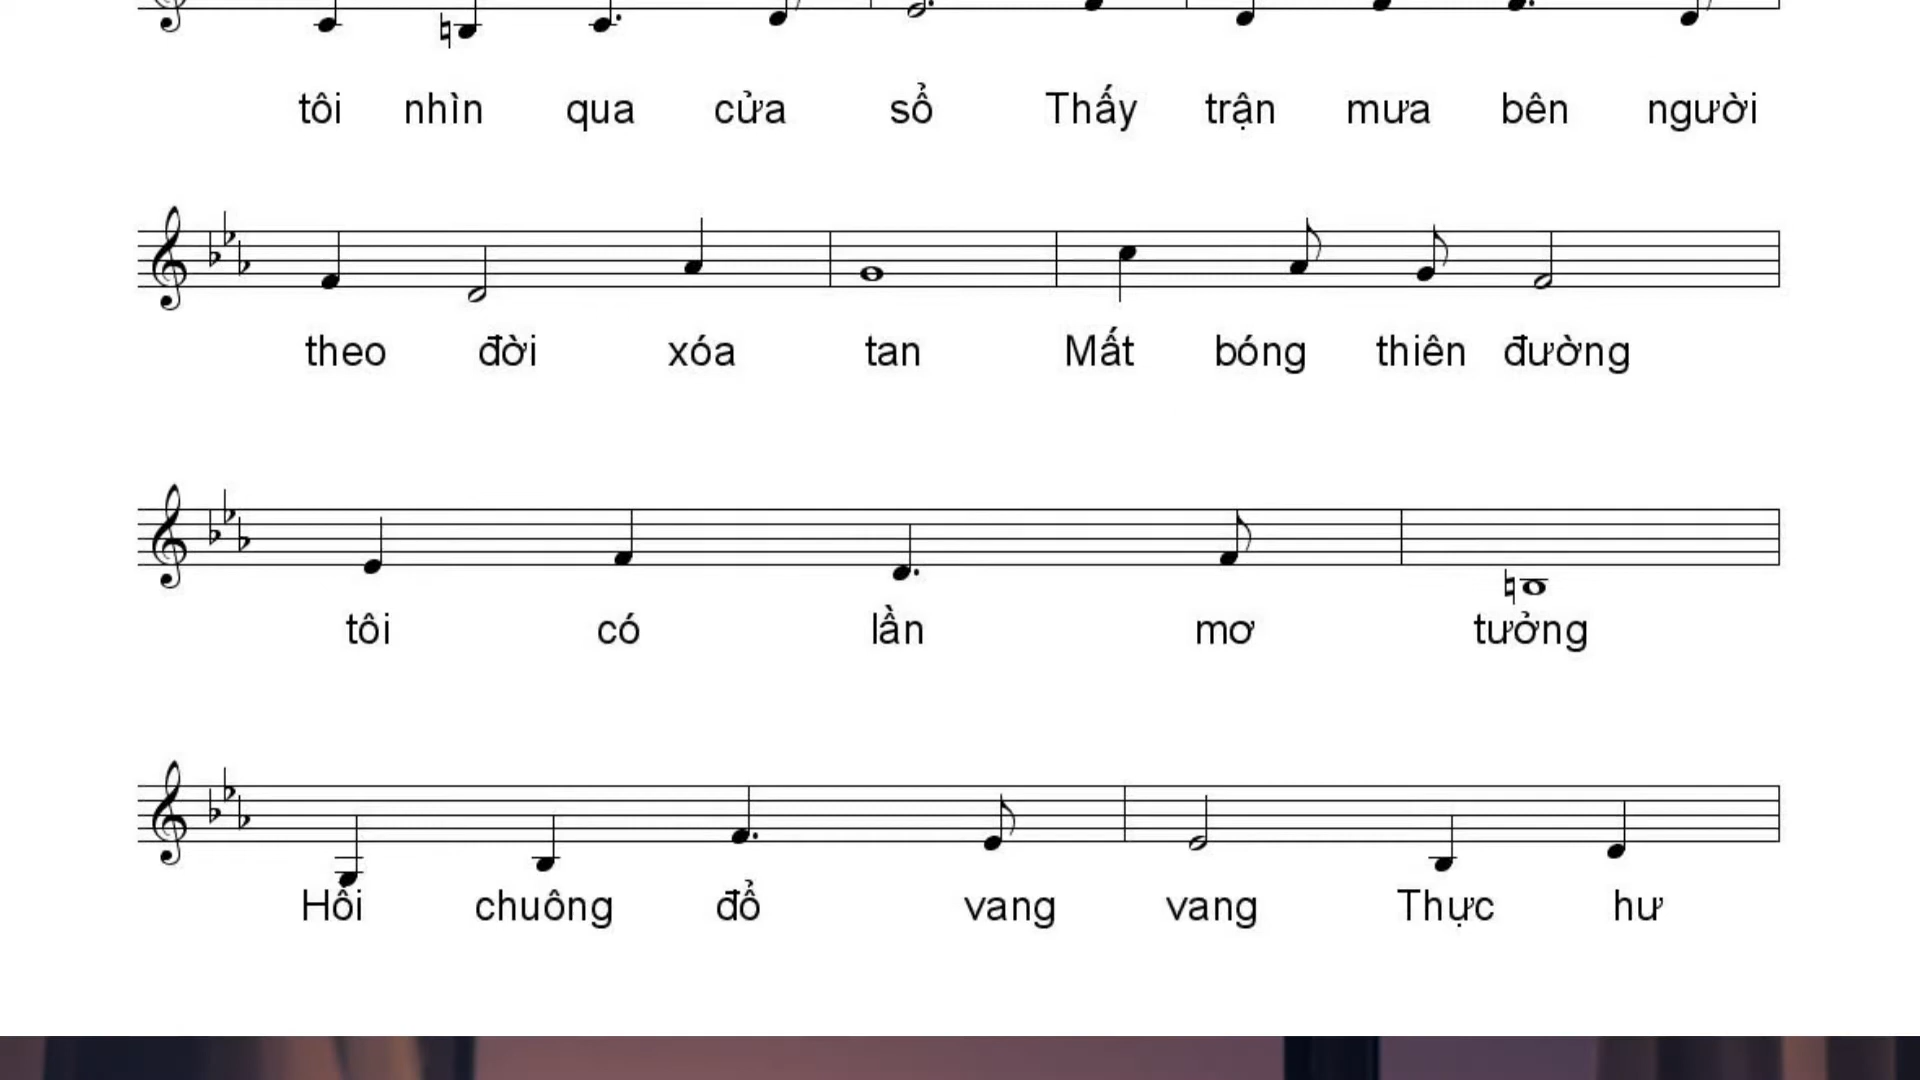 tôi nhìn qua cửa sổ Thấy trận mưa bên người
theo đời xóa tan Mất bóng thiên đường
tôi có lần mơ tưởng
Hồi chuông đổ vang vang Thực hư